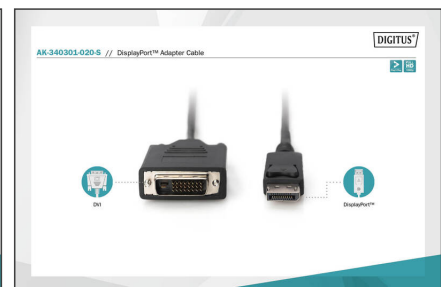 DIGITUS®
AK-340301-020-S // DisplayPort™ Adapter Cable
DVI
DisplayPort™